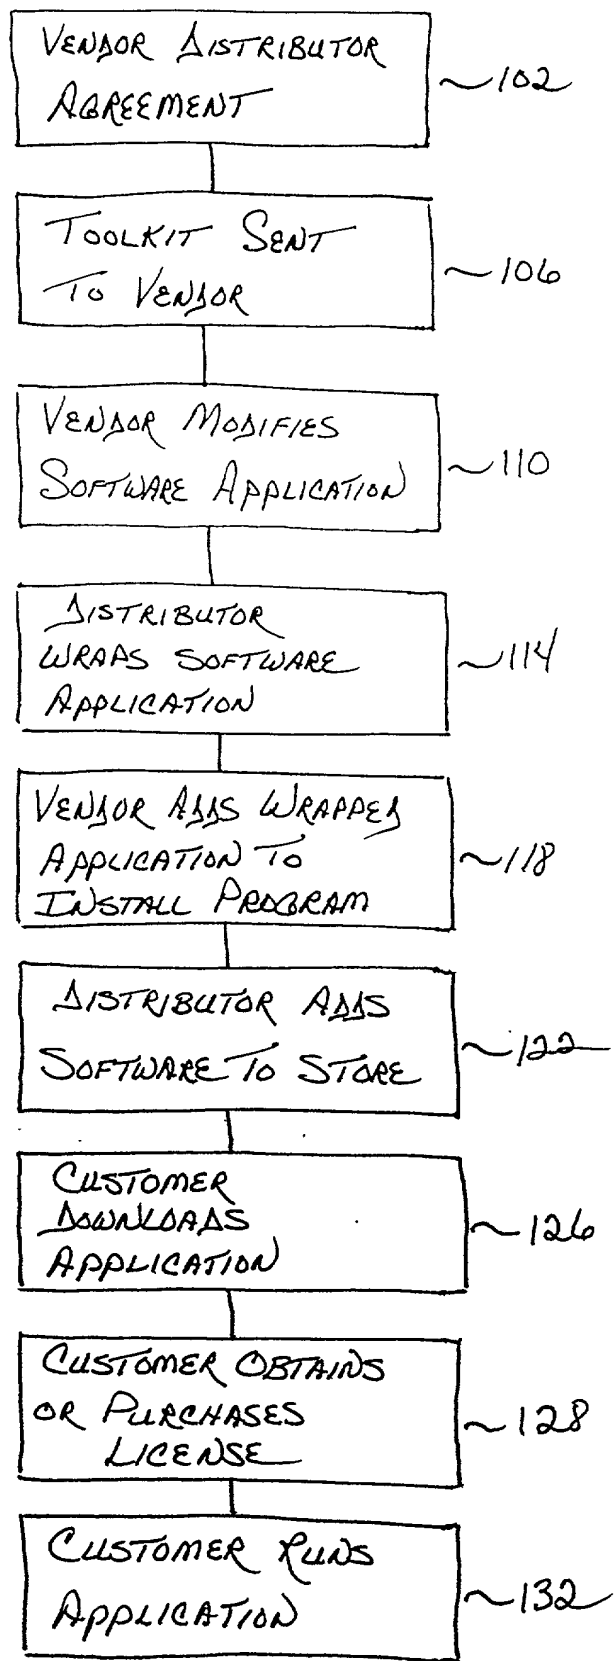 VENDOR DISTRIBUTOR
AGREEMENT
~102
TOOLKIT SENT
TO VENDOR
~106
VENDOR MODIFIES
SOFTWARE APPLICATION
~110
DISTRIBUTOR
WRAPS SOFTWARE
APPLICATION
~114
VENDOR ADDS WRAPPED
APPLICATION TO
INSTALL PROGRAM
~118
DISTRIBUTOR ADDS
SOFTWARE TO STORE
~122
CUSTOMER
DOWNLOADS
APPLICATION
~126
CUSTOMER OBTAINS
OR PURCHASES
LICENSE
~128
CUSTOMER RUNS
APPLICATION
~132